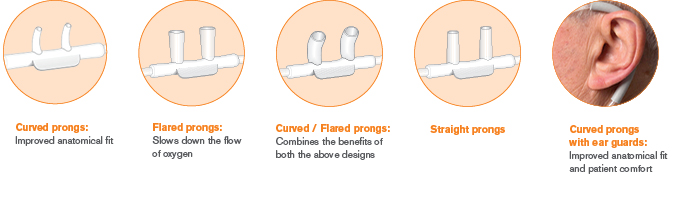 Curved prongs:
Improved anatomical fit
Flared prongs:
Slows down the flow
of oxygen
Curved / Flared prongs:
Combines the benefits of
both the above designs
Straight prongs
Curved prongs
with ear guards:
Improved anatomical fit
and patient comfort